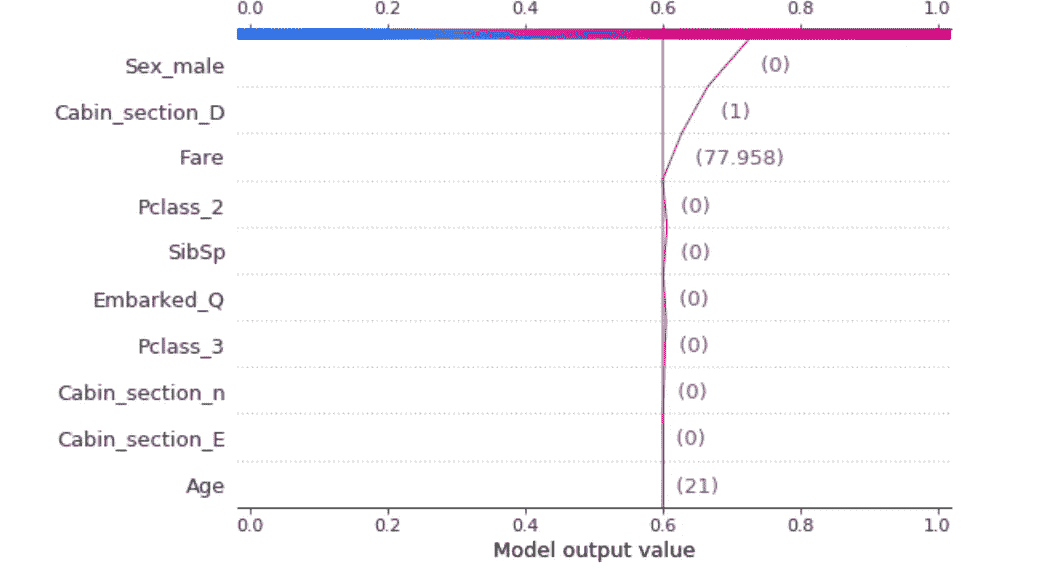 0.0 0.2 0.4 0.6 0.8 1.0
Sex_male (0)
Cabin_section_D (1)
Fare (77.958)
Pclass_2 (0)
SibSp (0)
Embarked_Q (0)
Pclass_3 (0)
Cabin_section_n (0)
Cabin_section_E (0)
Age (21)
0.0 0.2 0.4 0.6 0.8 1.0
Model output value